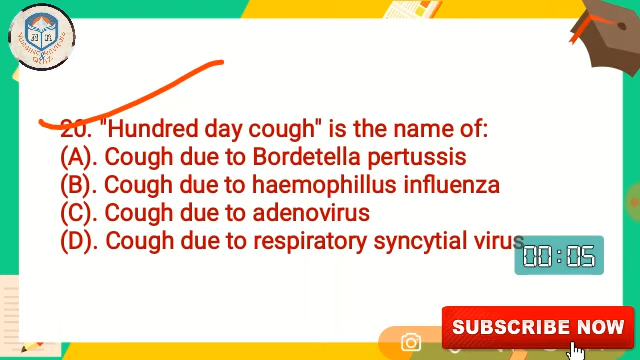 20. "Hundred day cough" is the name of:
(A). Cough due to Bordetella pertussis
(B). Cough due to haemophillus influenza
(C). Cough due to adenovirus
(D). Cough due to respiratory syncytial virus
00:05
SUBSCRIBE NOW